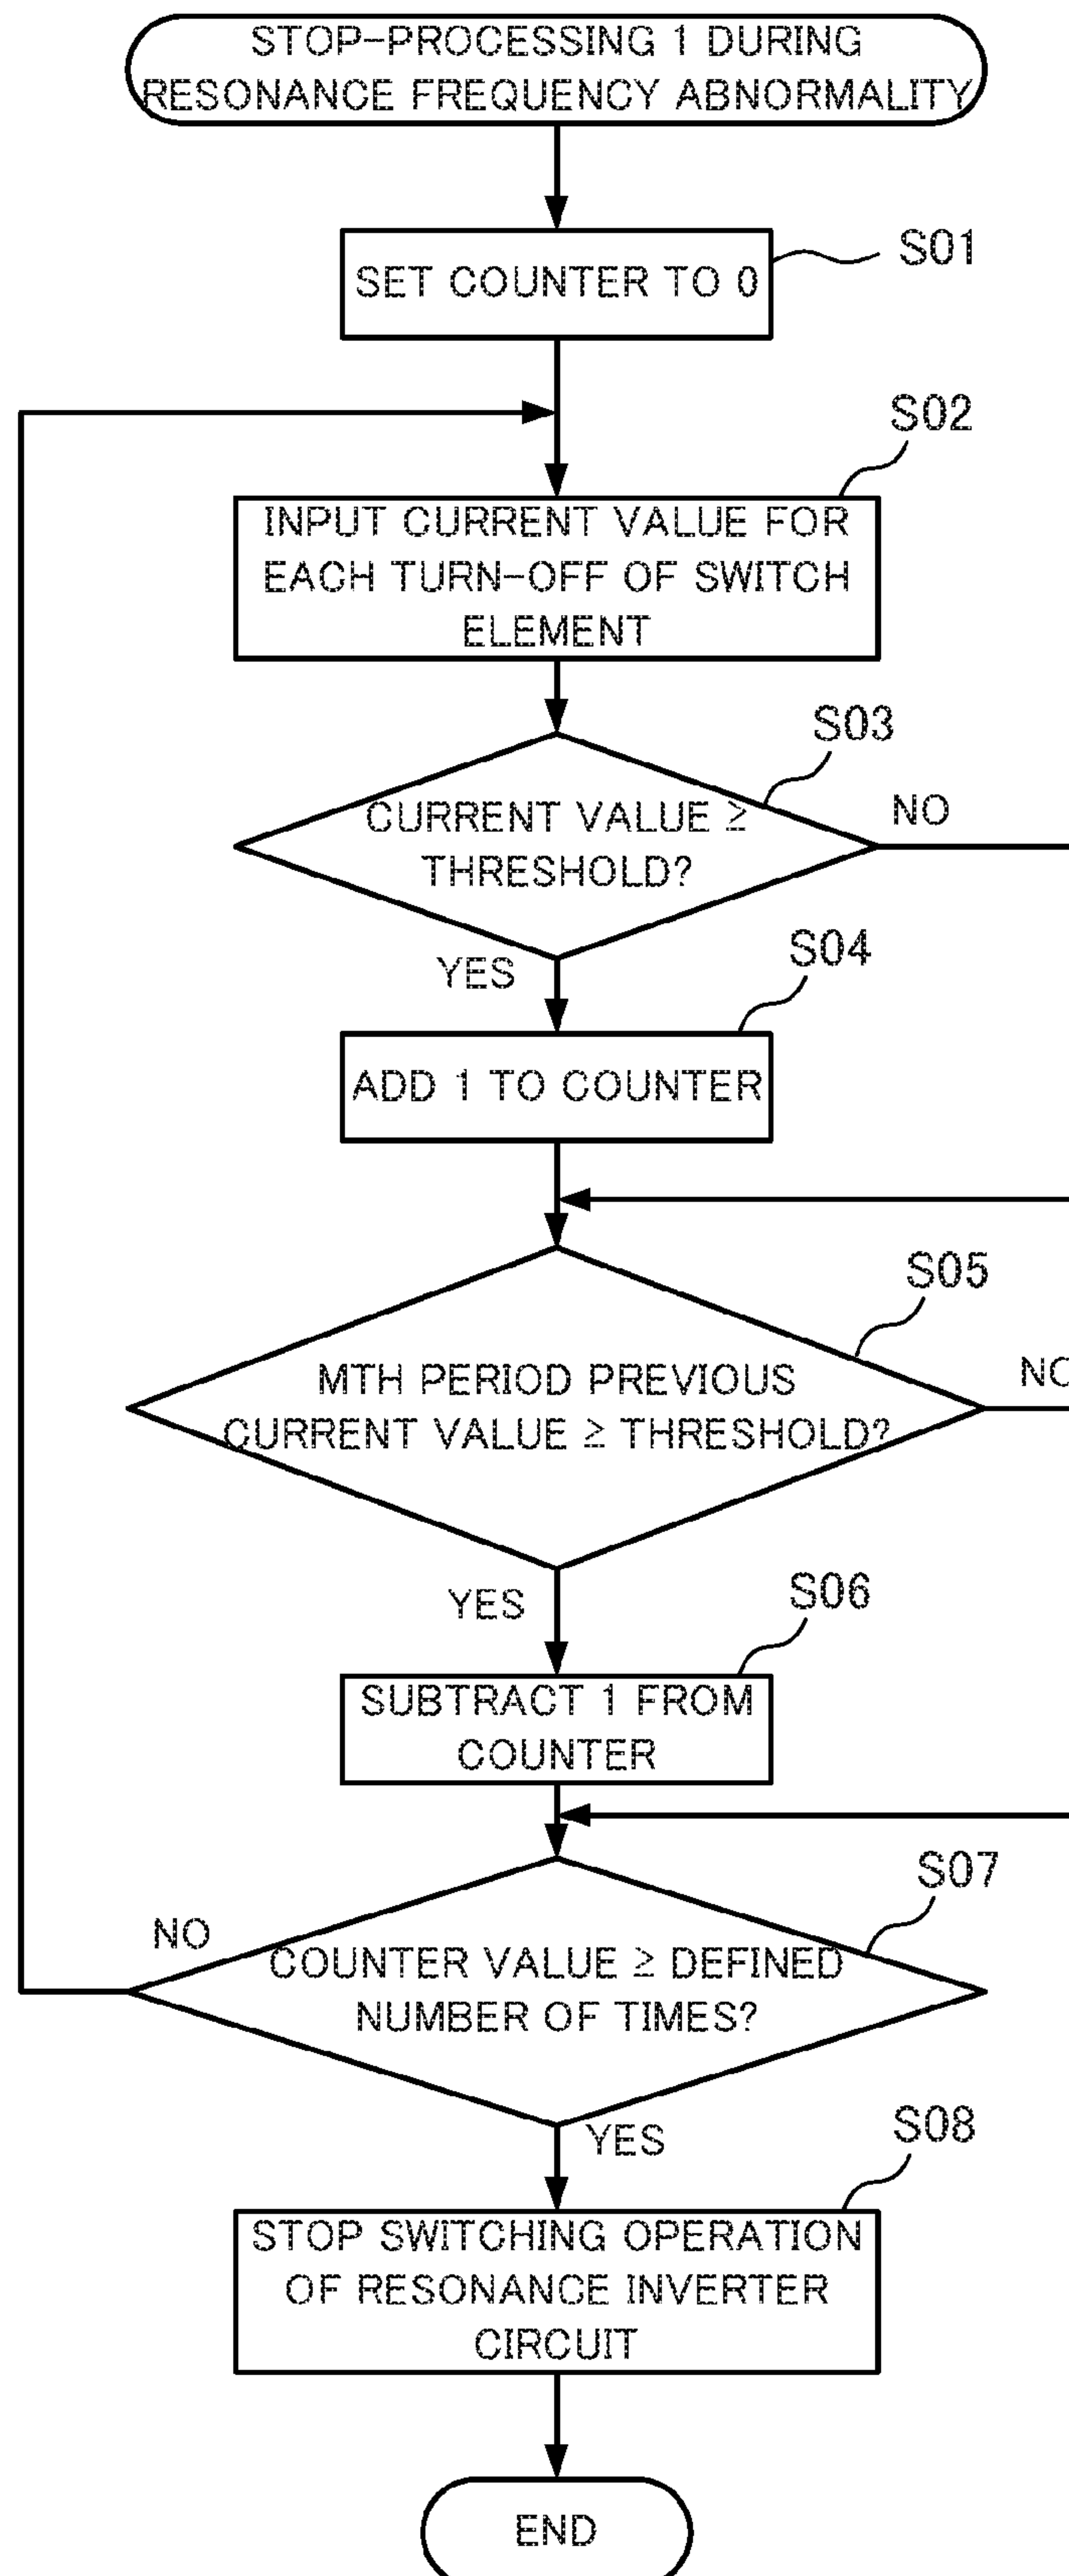 STOP-PROCESSING 1 DURING
RESONANCE FREQUENCY ABNORMALITY
S01
SET COUNTER TO 0
S02
INPUT CURRENT VALUE FOR
EACH TURN-OFF OF SWITCH
ELEMENT
S03
CURRENT VALUE ≥
THRESHOLD?
NO
YES
S04
ADD 1 TO COUNTER
S05
MTH PERIOD PREVIOUS
CURRENT VALUE ≥ THRESHOLD?
NO
YES
S06
SUBTRACT 1 FROM
COUNTER
S07
NO
COUNTER VALUE ≥ DEFINED
NUMBER OF TIMES?
YES
S08
STOP SWITCHING OPERATION
OF RESONANCE INVERTER
CIRCUIT
END